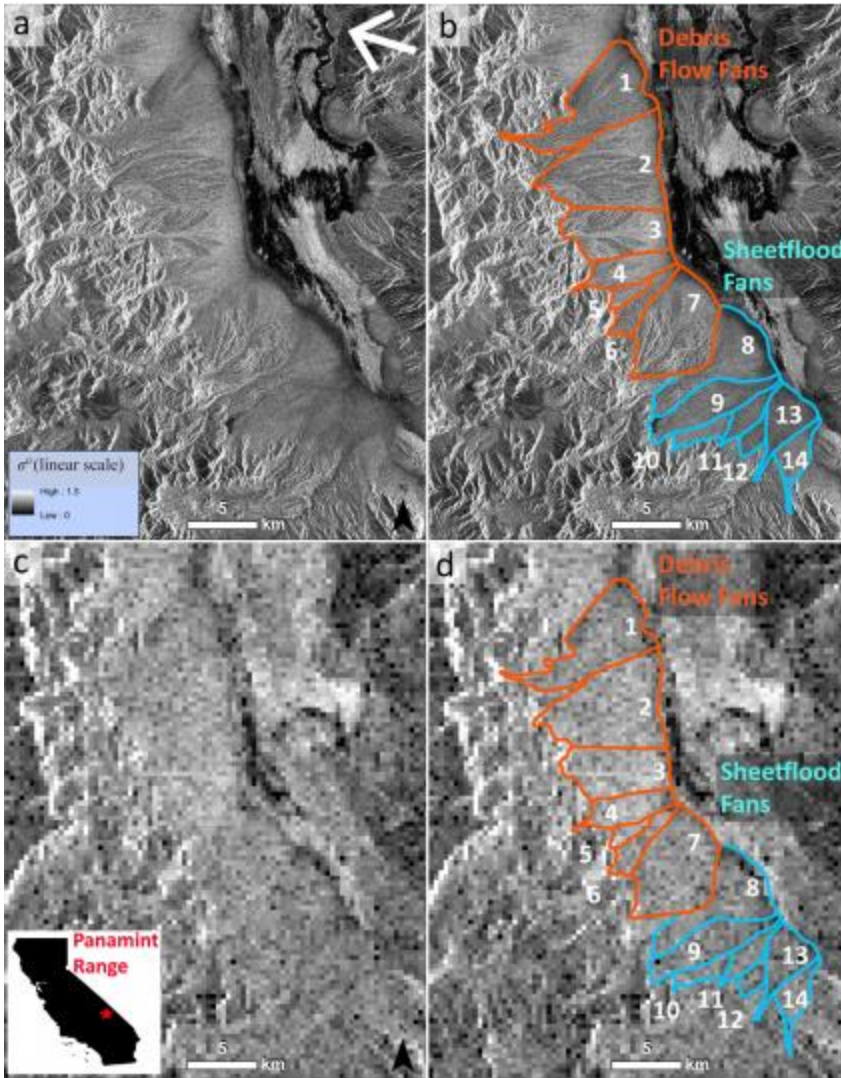 a
σ° (linear scale)
High : 1.5
Low : 0
5
km
b
Debris
Flow Fans
1
2
3
4
5
6
7
Sheetflood
Fans
8
9
10
11
12
13
14
5
km
c
Panamint
Range
5
km
d
Debris
Flow Fans
1
2
3
4
5
6
7
Sheetflood
Fans
8
9
10
11
12
13
14
5
km